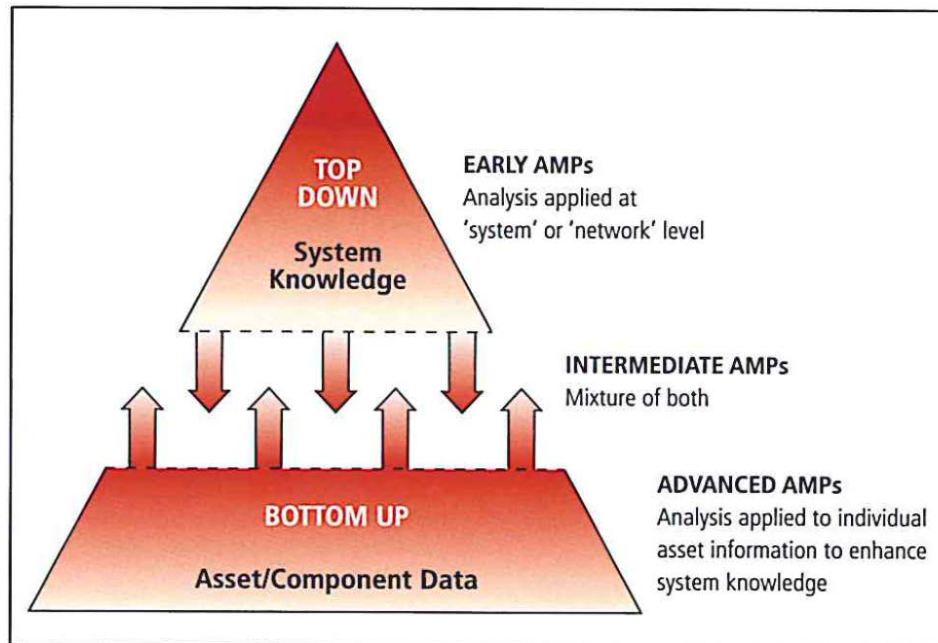 TOP
DOWN
System
Knowledge
EARLY AMPs
Analysis applied at
'system' or 'network' level
INTERMEDIATE AMPs
Mixture of both
BOTTOM UP
Asset/Component Data
ADVANCED AMPs
Analysis applied to individual
asset information to enhance
system knowledge